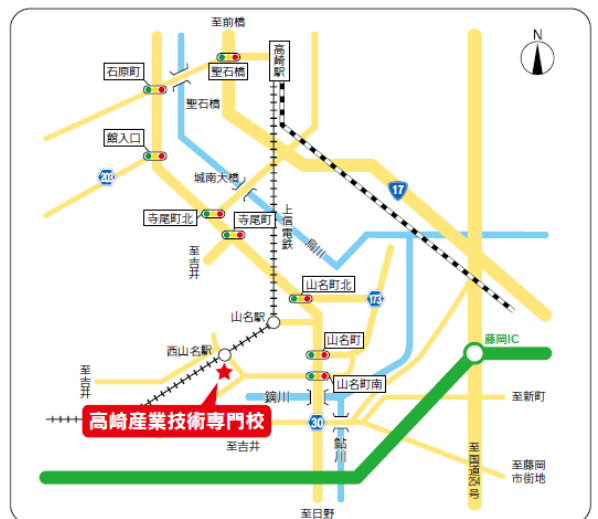 至前橋
N
高崎駅
石原町
聖石橋
聖石橋
館入口
203
城南大橋
17
寺尾町北
寺尾町
上信電鉄
烏川
至吉井
山名町北
173
山名駅
山名町
藤岡IC
西山名駅
至吉井
山名町南
鏑川
至新町
高崎産業技術専門校
30
至吉井
鮎川
至国道254号
至藤岡
市街地
至日野